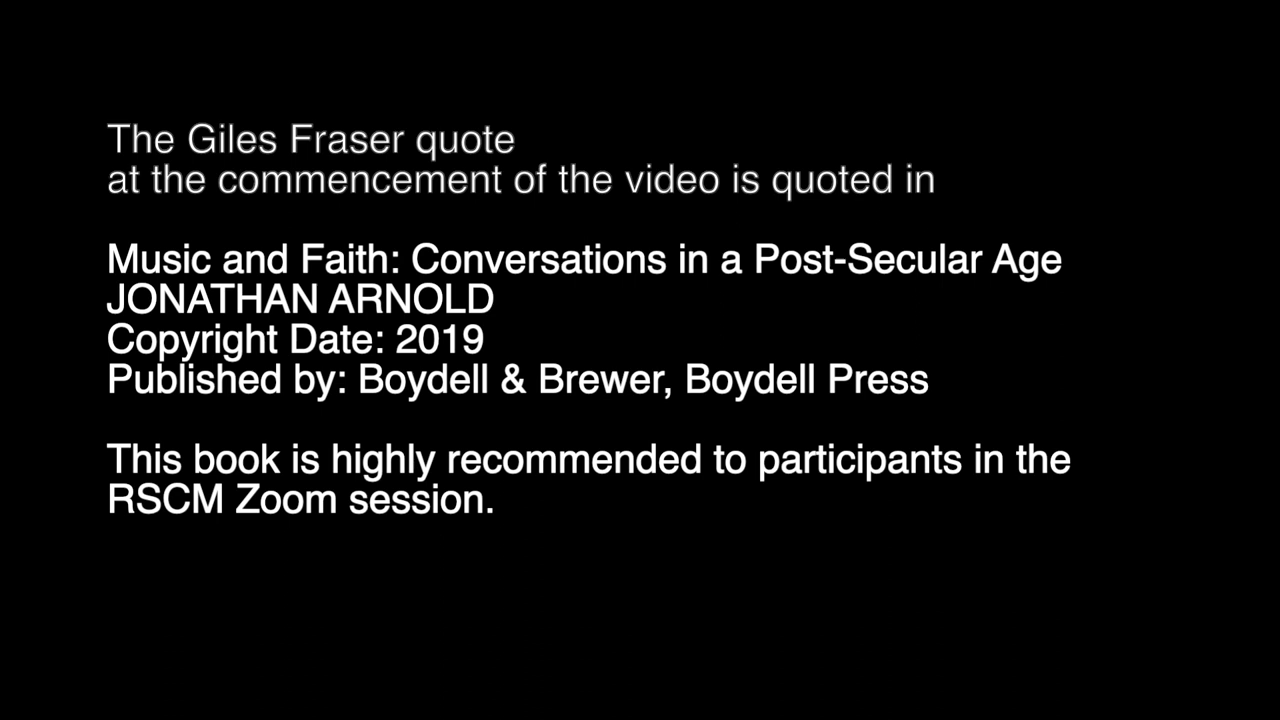 The Giles Fraser quote
at the commencement of the video is quoted in
Music and Faith: Conversations in a Post-Secular Age
JONATHAN ARNOLD
Copyright Date: 2019
Published by: Boydell & Brewer, Boydell Press
This book is highly recommended to participants in the
RSCM Zoom session.